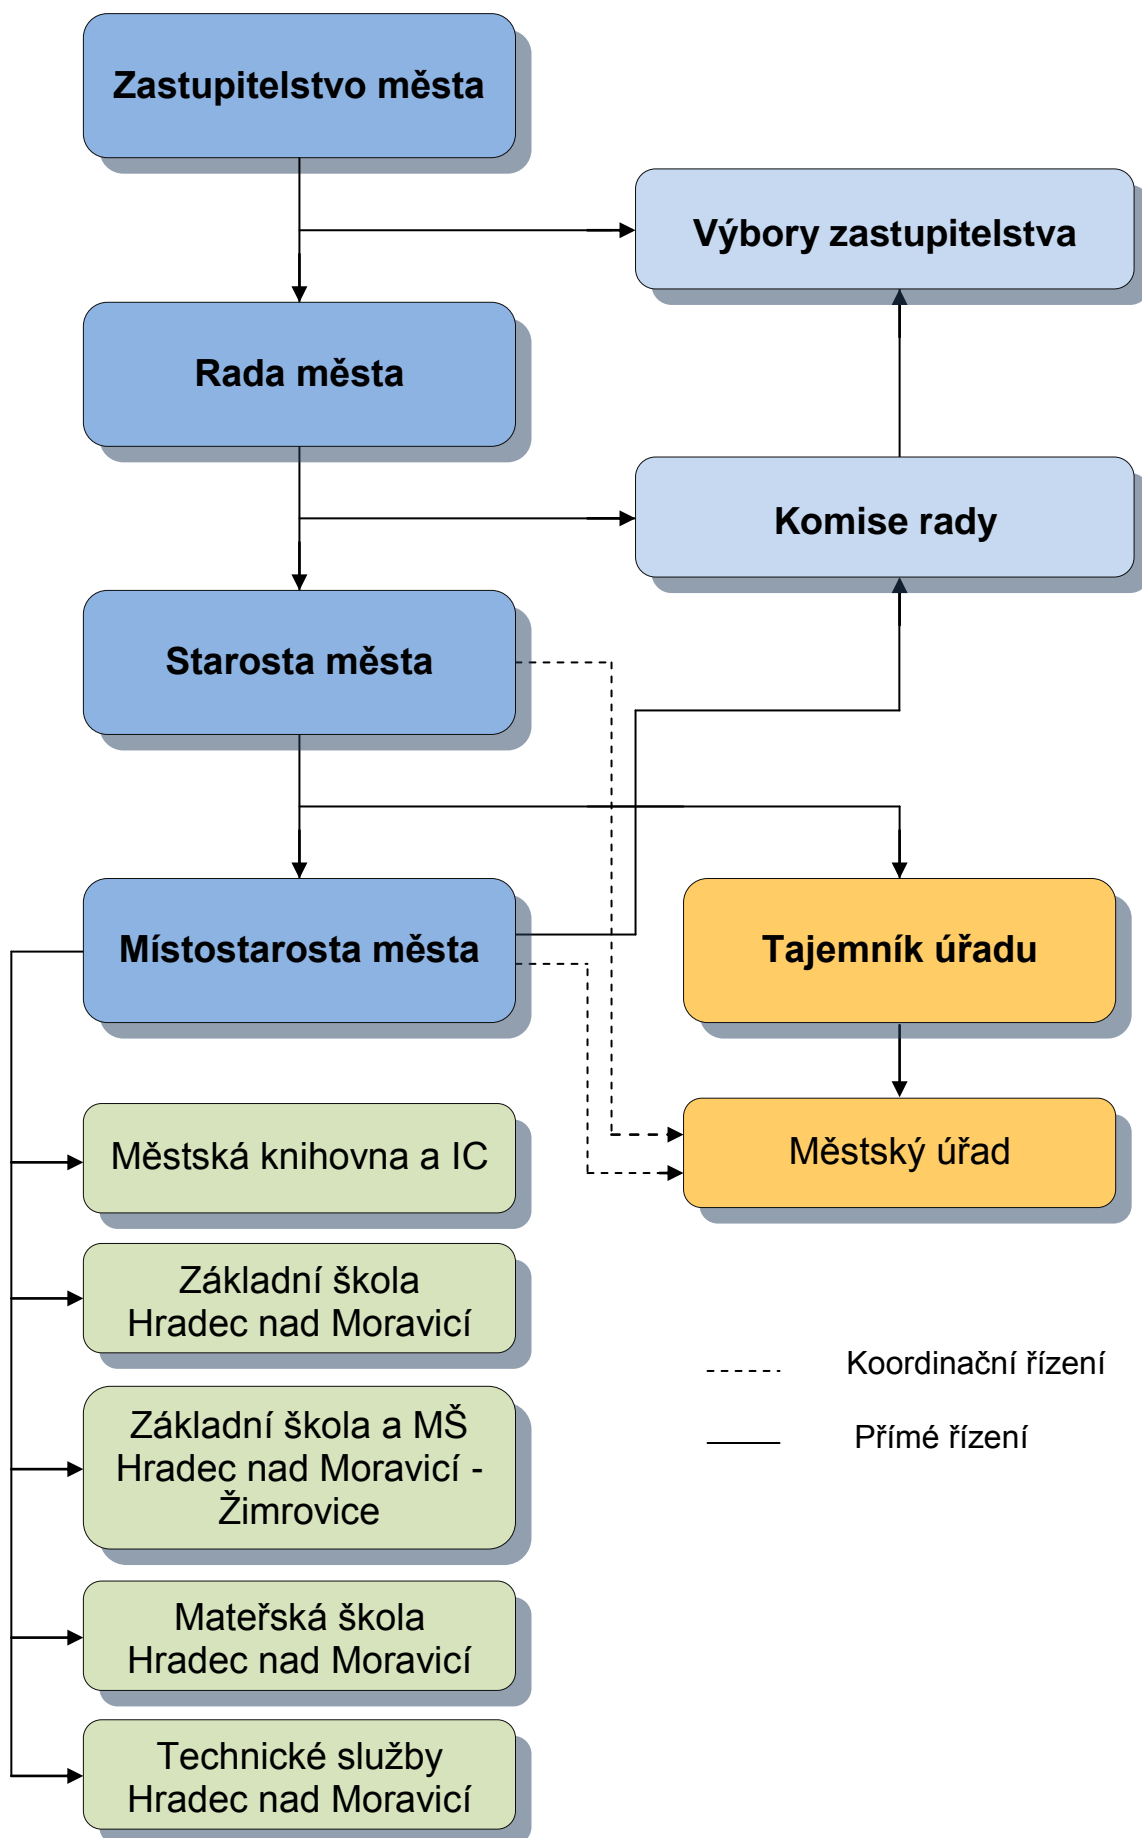 Zastupitelstvo města
Výbory zastupitelstva
Rada města
Komise rady
Starosta města
Místostarosta města
Tajemník úřadu
Městská knihovna a IC
Městský úřad
Základní škola
Hradec nad Moravicí
Koordinační řízení
Základní škola a MŠ
Hradec nad Moravicí -
Žimrovice
Přímé řízení
Mateřská škola
Hradec nad Moravicí
Technické služby
Hradec nad Moravicí